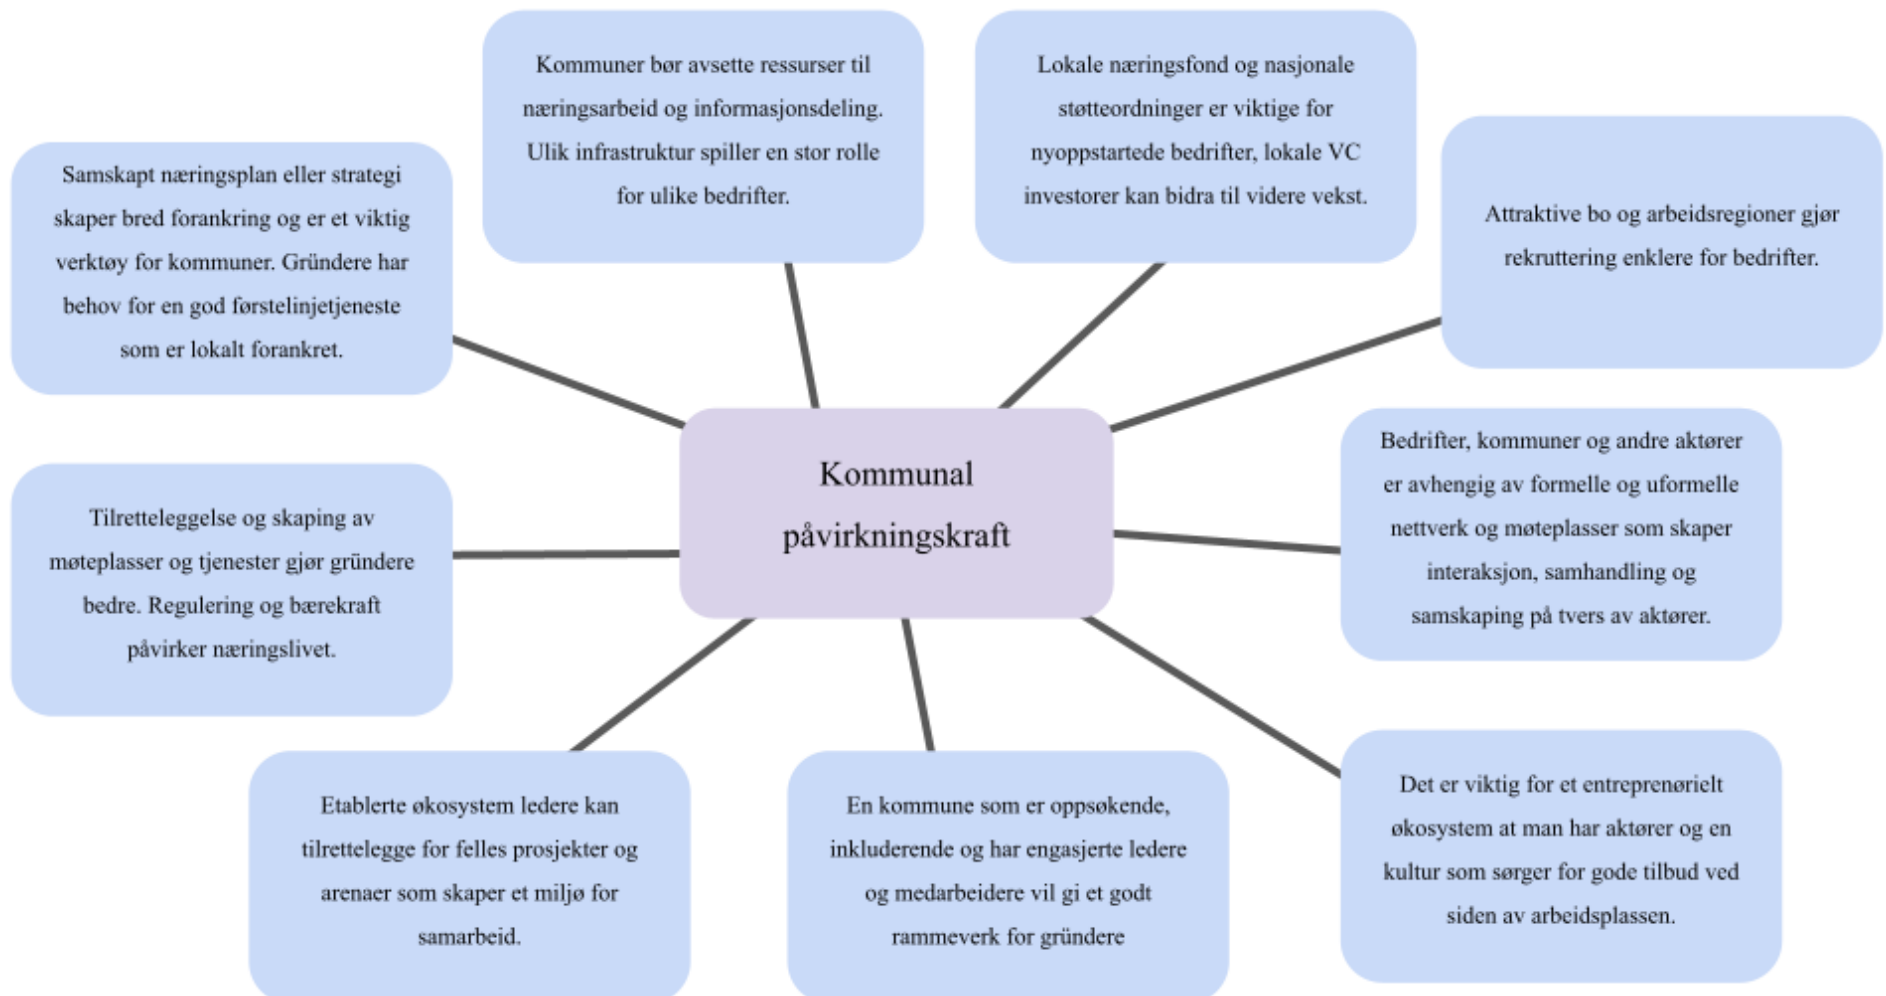 Kommuner bør avsette ressurser til
næringsarbeid og informasjonsdeling.
Ulik infrastruktur spiller en stor rolle
for ulike bedrifter.
Lokale næringsfond og nasjonale
støtteordninger er viktige for
nyoppstartede bedrifter, lokale VC
investorer kan bidra til videre vekst.
Samskapt næringsplan eller strategi
skaper bred forankring og er et viktig
verktøy for kommuner. Gründere har
behov for en god førstelinjetjeneste
som er lokalt forankret.
Attraktive bo og arbeidsregioner gjør
rekruttering enklere for bedrifter.
Kommunal
påvirkningskraft
Bedrifter, kommuner og andre aktører
er avhengig av formelle og uformelle
nettverk og møteplasser som skaper
interaksjon, samhandling og
samskaping på tvers av aktører.
Tilretteleggelse og skaping av
møteplasser og tjenester gjør gründere
bedre. Regulering og bærekraft
påvirker næringslivet.
Etablerte økosystem ledere kan
tilrettelegge for felles prosjekter og
arenaer som skaper et miljø for
samarbeid.
En kommune som er oppsøkende,
inkluderende og har engasjerte ledere
og medarbeidere vil gi et godt
rammeverk for gründere
Det er viktig for et entreprenørielt
økosystem at man har aktører og en
kultur som sørger for gode tilbud ved
siden av arbeidsplassen.